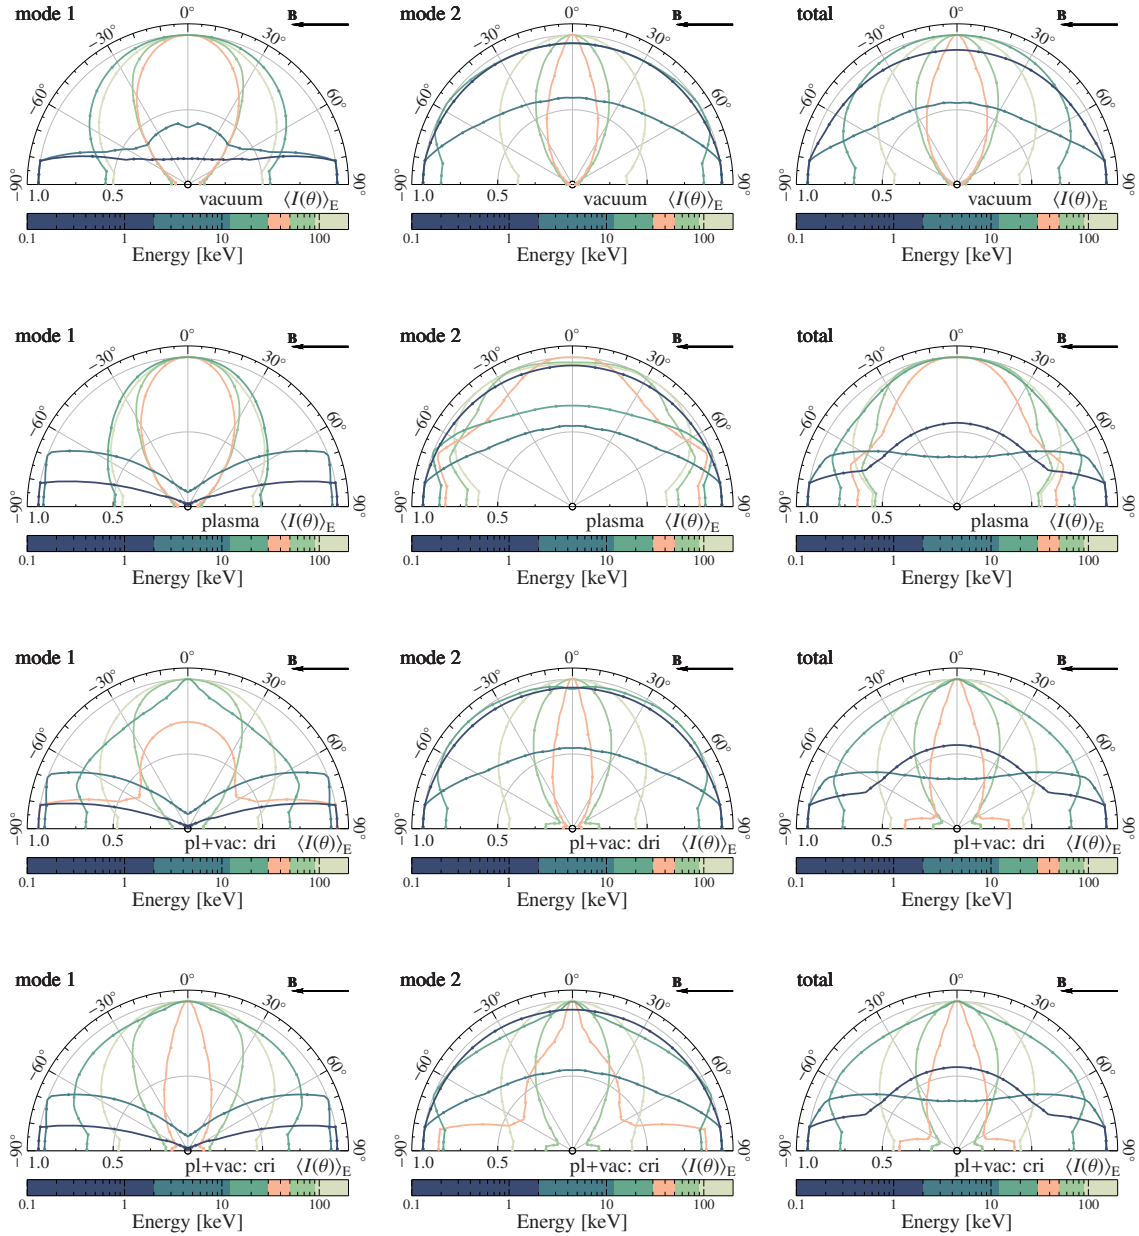 mode 1 0° B mode 2 0° B total 0° B
−30° 30° −30° 30° −30° 30°
−60° 60° −60° 60° −60° 60°
−90° 90° −90° 90° −90° 90°
1.0 0.5 vacuum ⟨I(θ)⟩E 1.0 0.5 vacuum ⟨I(θ)⟩E 1.0 0.5 vacuum ⟨I(θ)⟩E
0.1 1 10 100 0.1 1 10 100 0.1 1 10 100
Energy [keV] Energy [keV] Energy [keV]
mode 1 0° B mode 2 0° B total 0° B
−30° 30° −30° 30° −30° 30°
−60° 60° −60° 60° −60° 60°
−90° 90° −90° 90° −90° 90°
1.0 0.5 plasma ⟨I(θ)⟩E 1.0 0.5 plasma ⟨I(θ)⟩E 1.0 0.5 plasma ⟨I(θ)⟩E
0.1 1 10 100 0.1 1 10 100 0.1 1 10 100
Energy [keV] Energy [keV] Energy [keV]
mode 1 0° B mode 2 0° B total 0° B
−30° 30° −30° 30° −30° 30°
−60° 60° −60° 60° −60° 60°
−90° 90° −90° 90° −90° 90°
1.0 0.5 pl+vac: dri ⟨I(θ)⟩E 1.0 0.5 pl+vac: dri ⟨I(θ)⟩E 1.0 0.5 pl+vac: dri ⟨I(θ)⟩E
0.1 1 10 100 0.1 1 10 100 0.1 1 10 100
Energy [keV] Energy [keV] Energy [keV]
mode 1 0° B mode 2 0° B total 0° B
−30° 30° −30° 30° −30° 30°
−60° 60° −60° 60° −60° 60°
−90° 90° −90° 90° −90° 90°
1.0 0.5 pl+vac: cri ⟨I(θ)⟩E 1.0 0.5 pl+vac: cri ⟨I(θ)⟩E 1.0 0.5 pl+vac: cri ⟨I(θ)⟩E
0.1 1 10 100 0.1 1 10 100 0.1 1 10 100
Energy [keV] Energy [keV] Energy [keV]